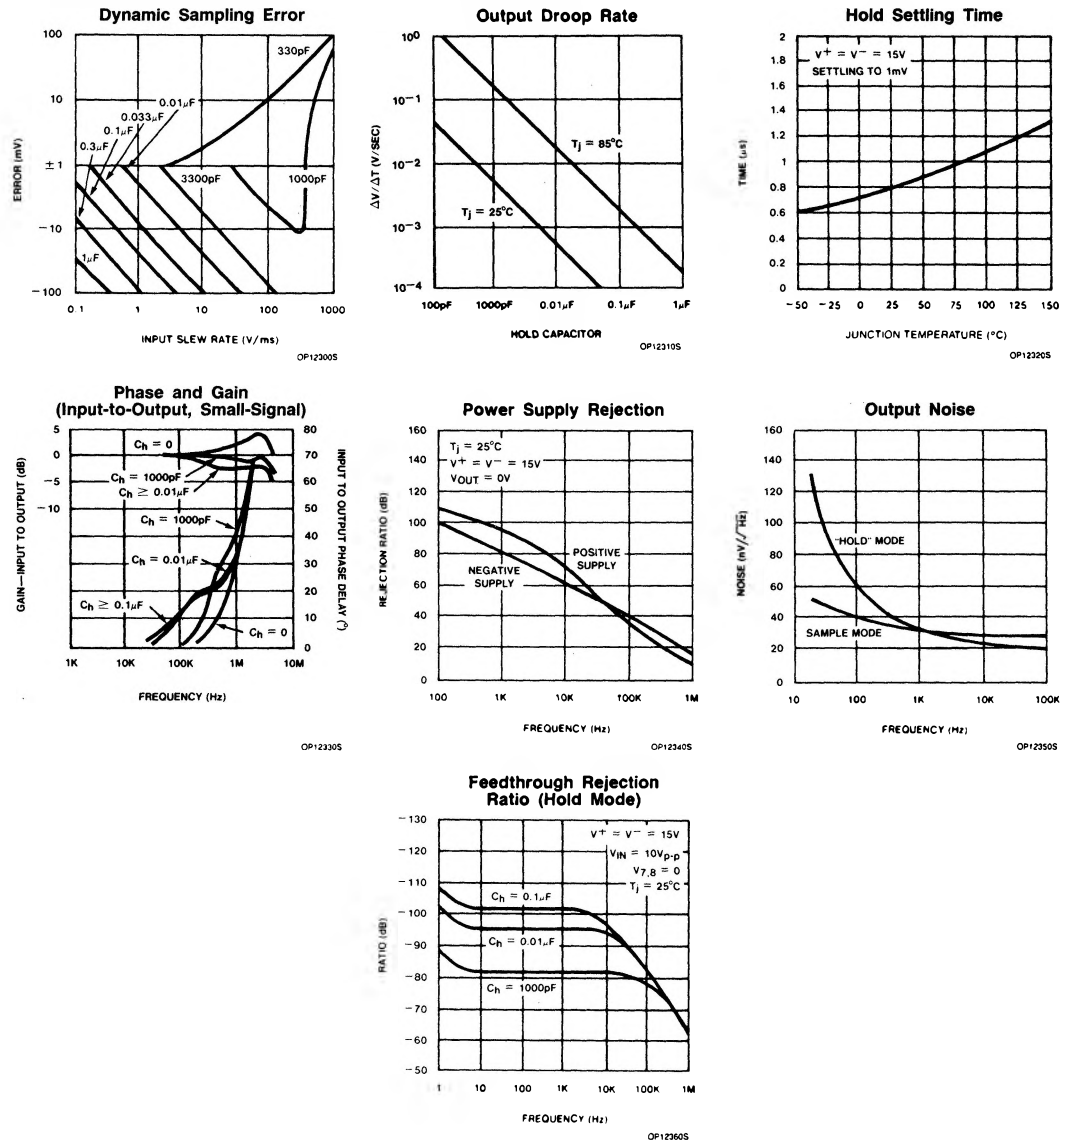 Dynamic Sampling Error
100
10
±1
−10
−100
ERROR (mV)
330pF
0.01μF
0.033μF
0.1μF
0.3μF
1μF
3300pF
1000pF
0.1 1 10 100 1000
INPUT SLEW RATE (V/ms)
OP12300S
Output Droop Rate
10⁰
10⁻¹
10⁻²
10⁻³
10⁻⁴
ΔV/ΔT (V/SEC)
Tj = 85°C
Tj = 25°C
100pF 1000pF 0.01μF 0.1μF 1μF
HOLD CAPACITOR
OP12310S
Hold Settling Time
2
1.8
1.6
1.4
1.2
1
0.8
0.6
0.4
0.2
0
TIME (μs)
V+ = V− = 15V
SETTLING TO 1mV
−50 −25 0 25 50 75 100 125 150
JUNCTION TEMPERATURE (°C)
OP12320S
Phase and Gain
(Input-to-Output, Small-Signal)
5
0
−5
−10
GAIN—INPUT TO OUTPUT (dB)
80
70
60
50
40
30
20
10
0
INPUT TO OUTPUT PHASE DELAY (°)
Ch = 0
Ch = 1000pF
Ch ≥ 0.01μF
Ch = 1000pF
Ch = 0.01μF
Ch ≥ 0.1μF
Ch = 0
1K 10K 100K 1M 10M
FREQUENCY (Hz)
OP12330S
Power Supply Rejection
160
140
120
100
80
60
40
20
0
REJECTION RATIO (dB)
Tj = 25°C
V+ = V− = 15V
VOUT = 0V
POSITIVE
SUPPLY
NEGATIVE
SUPPLY
100 1K 10K 100K 1M
FREQUENCY (Hz)
OP12340S
Output Noise
160
140
120
100
80
60
40
20
0
NOISE (nV/√Hz)
"HOLD" MODE
SAMPLE MODE
10 100 1K 10K 100K
FREQUENCY (Hz)
OP12350S
Feedthrough Rejection
Ratio (Hold Mode)
−130
−120
−110
−100
−90
−80
−70
−60
−50
RATIO (dB)
V+ = V− = 15V
VIN = 10Vp-p
V7,8 = 0
Tj = 25°C
Ch = 0.1μF
Ch = 0.01μF
Ch = 1000pF
1 10 100 1K 10K 100K 1M
FREQUENCY (Hz)
OP12360S